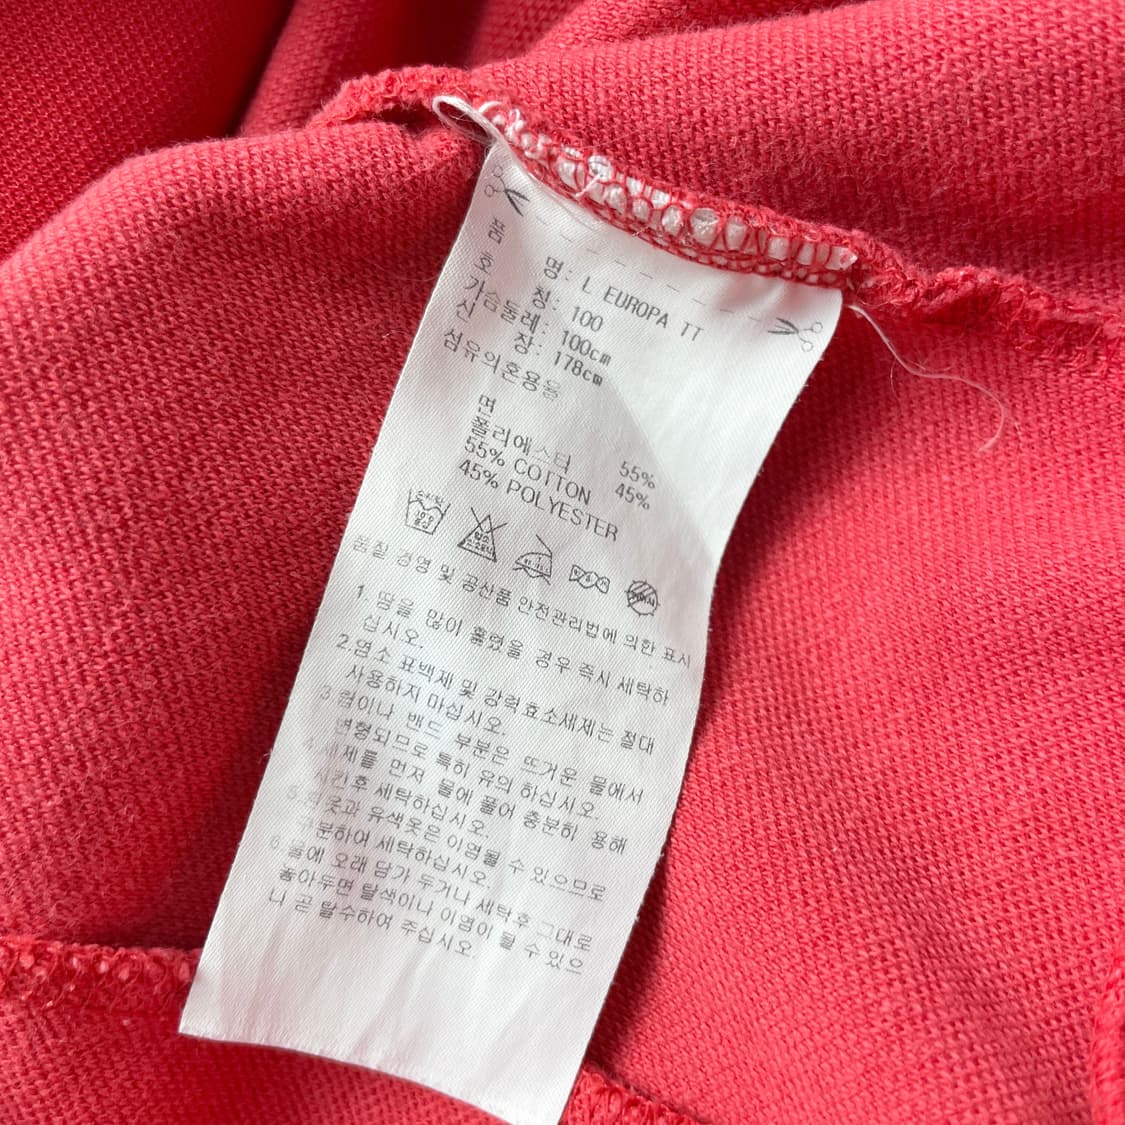 품 명: L EUROPA TT
호 칭: 100
가슴둘레: 100cm
신 장: 178cm
섬유의혼용율
면 55%
폴리에스터 45%
55% COTTON
45% POLYESTER
품질 경영 및 공산품 안전관리법에 의한 표시
1. 땀을 많이 흘렸을 경우 즉시 세탁하
십시오.
2.염소 표백제 및 강력효소세제는 절대
사용하지 마십시오.
3.컴이나 밴드 부분은 뜨거운 물에서
변형되므로 특히 유의 하십시오.
4.세제를 먼저 물에 풀어 충분히 용해
시킨후 세탁하십시오.
5.흰옷과 유색옷은 이염될 수 있으므로
구분하여 세탁하십시오.
6.물에 오래 담가 두거나 세탁후 그대로
놓아두면 탈색이나 이염이 될 수 있으
니 곧 탈수하여 주십시오.